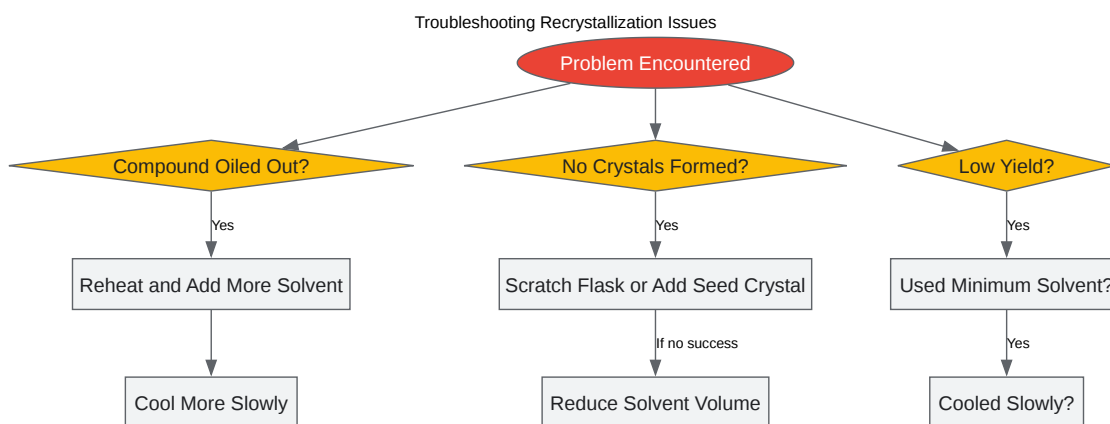 Troubleshooting Recrystallization Issues
Problem Encountered
Compound Oiled Out?
No Crystals Formed?
Low Yield?
Yes
Yes
Yes
Reheat and Add More Solvent
Scratch Flask or Add Seed Crystal
Used Minimum Solvent?
If no success
Yes
Cool More Slowly
Reduce Solvent Volume
Cooled Slowly?